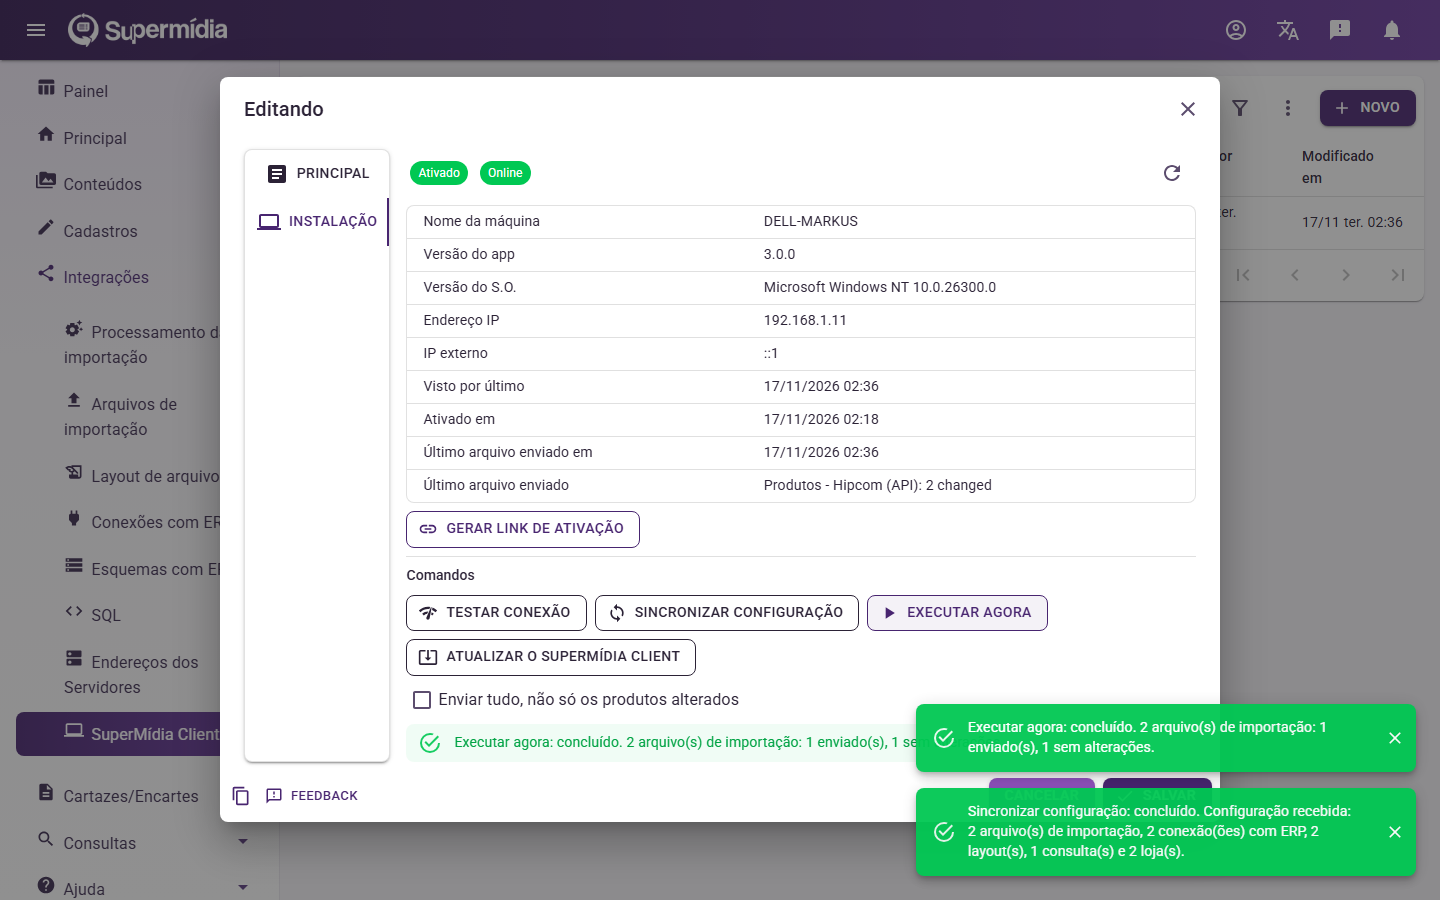 Supermídia
Painel
Principal
Conteúdos
Cadastros
Integrações
Processamento d
importação
Arquivos de
importação
Layout de arquivo
Conexões com ER
Esquemas com E
SQL
Endereços dos
Servidores
SuperMídia Client
Cartazes/Encartes
Consultas
Ajuda
NOVO
or
Modificado
em
er.
17/11 ter. 02:36
Editando
PRINCIPAL
INSTALAÇÃO
Ativado
Online
Nome da máquina
DELL-MARKUS
Versão do app
3.0.0
Versão do S.O.
Microsoft Windows NT 10.0.26300.0
Endereço IP
192.168.1.11
IP externo
::1
Visto por último
17/11/2026 02:36
Ativado em
17/11/2026 02:18
Último arquivo enviado em
17/11/2026 02:36
Último arquivo enviado
Produtos - Hipcom (API): 2 changed
GERAR LINK DE ATIVAÇÃO
Comandos
TESTAR CONEXÃO
SINCRONIZAR CONFIGURAÇÃO
EXECUTAR AGORA
ATUALIZAR O SUPERMÍDIA CLIENT
Enviar tudo, não só os produtos alterados
Executar agora: concluído. 2 arquivo(s) de importação: 1 enviado(s), 1 sem
FEEDBACK
CANCELAR
SALVAR
Executar agora: concluído. 2 arquivo(s) de importação: 1
enviado(s), 1 sem alterações.
Sincronizar configuração: concluído. Configuração recebida:
2 arquivo(s) de importação, 2 conexão(ões) com ERP, 2
layout(s), 1 consulta(s) e 2 loja(s).